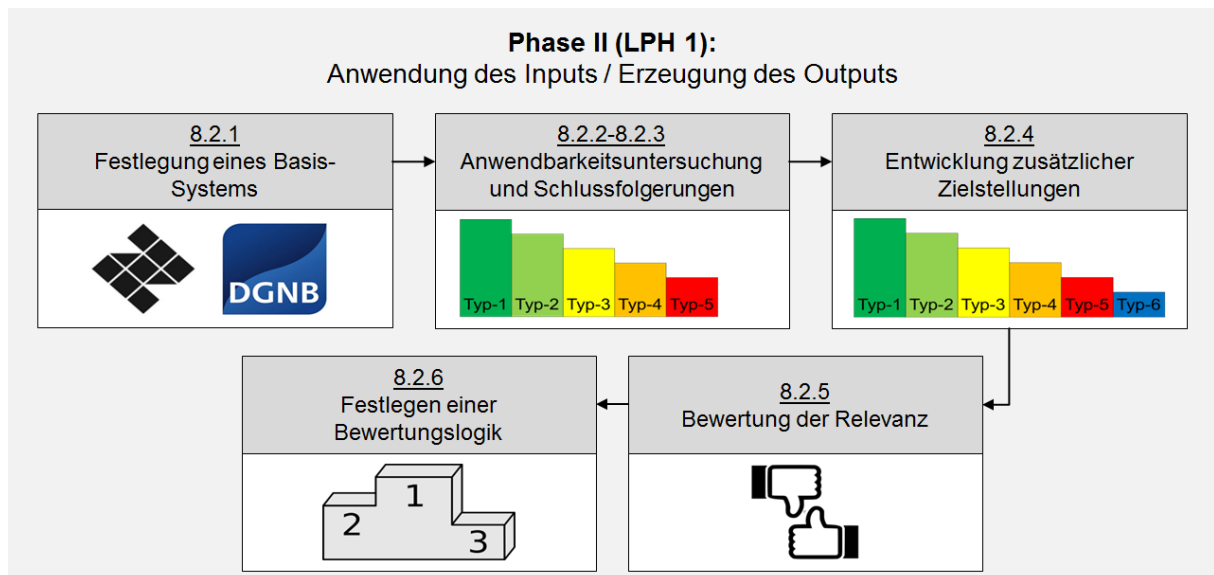 Phase II (LPH 1):
Anwendung des Inputs / Erzeugung des Outputs
8.2.1
Festlegung eines Basis-
Systems
DGNB
8.2.2-8.2.3
Anwendbarkeitsuntersuchung
und Schlussfolgerungen
Typ-1 Typ-2 Typ-3 Typ-4 Typ-5
8.2.4
Entwicklung zusätzlicher
Zielstellungen
Typ-1 Typ-2 Typ-3 Typ-4 Typ-5 Typ-6
8.2.5
Bewertung der Relevanz
8.2.6
Festlegen einer
Bewertungslogik
1
2
3